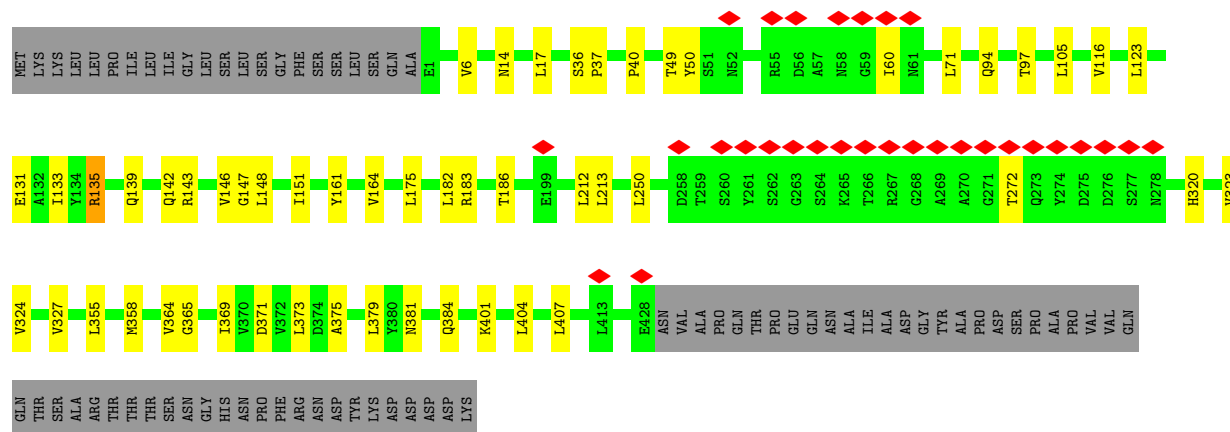 MET LYS LYS LEU LEU PRO ILE LEU ILE GLY LEU SER LEU SER GLY PHE SER SER LEU SER GLN ALA E1 V6 N14 L17 S36 P37 P40 T49 Y50 S51 N52 R55 D56 A57 N58 G59 I60 N61 L71 Q94 T97 L105 V116 L123
E131 A132 I133 Y134 R135 Q139 Q142 R143 V146 G147 L148 I151 Y161 V164 L175 L182 R183 T186 E199 L212 L213 L250 D258 T259 S260 Y261 S262 G263 S264 K265 T266 R267 G268 A269 A270 G271 T272 Q273 Y274 D275 D276 S277 N278 H320 V323
V324 V327 L355 M358 V364 G365 I369 V370 D371 V372 L373 D374 A375 L379 Y380 N381 Q384 K401 L404 L407 L413 E428 ASN VAL ALA PRO GLN THR PRO GLU GLN ASN ALA ILE ALA ASP GLY TYR ALA PRO ASP SER PRO ALA PRO VAL VAL GLN
GLN THR SER ALA ARG THR THR THR SER ASN GLY HIS ASN PRO PHE ARG ASN ASP TYR LYS ASP ASP ASP ASP LYS